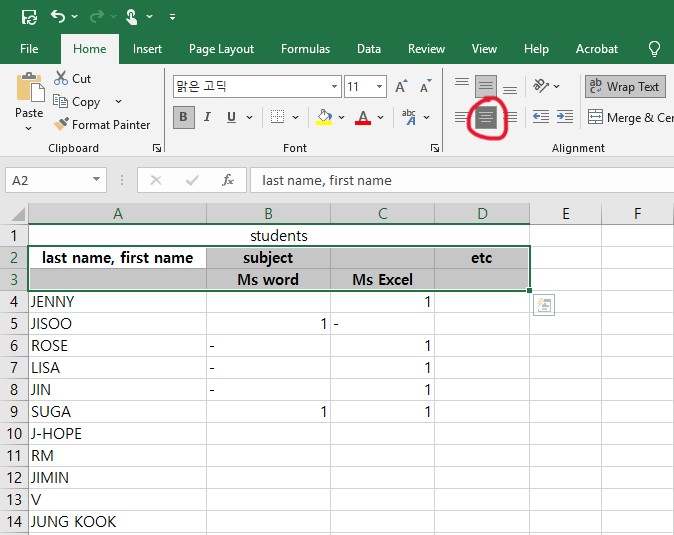 File Home Insert Page Layout Formulas Data Review View Help Acrobat
Cut
Copy
Format Painter
Paste
맑은 고딕 11 A A
B I U A abc
ab c Wrap Text
Merge & Cen
Clipboard Font Alignment
A2 fx last name, first name
A B C D E F
1 students
2 last name, first name subject etc
3 Ms word Ms Excel
4 JENNY 1
5 JISOO 1 -
6 ROSE - 1
7 LISA - 1
8 JIN - 1
9 SUGA 1 1
10 J-HOPE
11 RM
12 JIMIN
13 V
14 JUNG KOOK